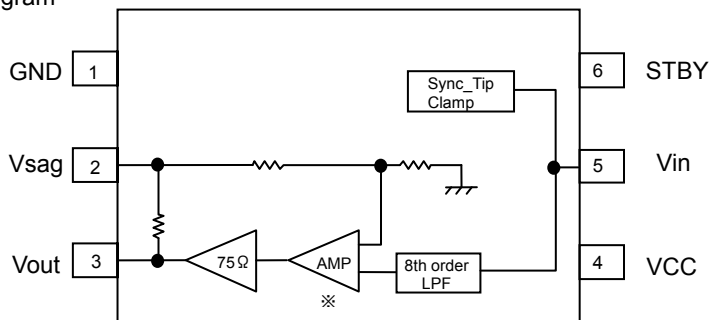 gram
GND 1
6 STBY
Sync_Tip
Clamp
Vsag 2
5 Vin
Vout 3
75Ω
AMP
8th order
LPF
4 VCC
※